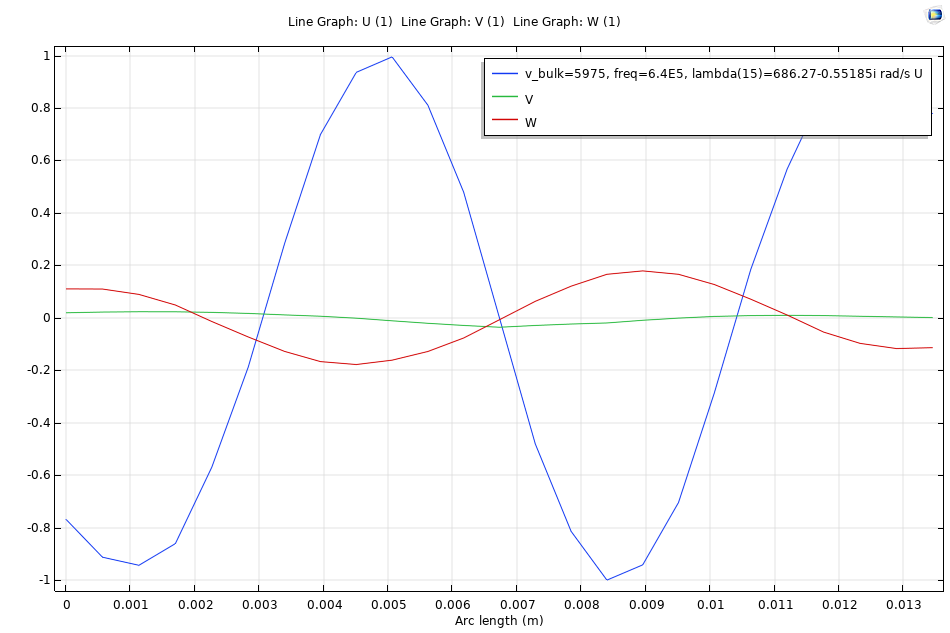 Line Graph: U (1)  Line Graph: V (1)  Line Graph: W (1)
v_bulk=5975, freq=6.4E5, lambda(15)=686.27-0.55185i rad/s U
V
W
1
0.8
0.6
0.4
0.2
0
-0.2
-0.4
-0.6
-0.8
-1
0 0.001 0.002 0.003 0.004 0.005 0.006 0.007 0.008 0.009 0.01 0.011 0.012 0.013
Arc length (m)